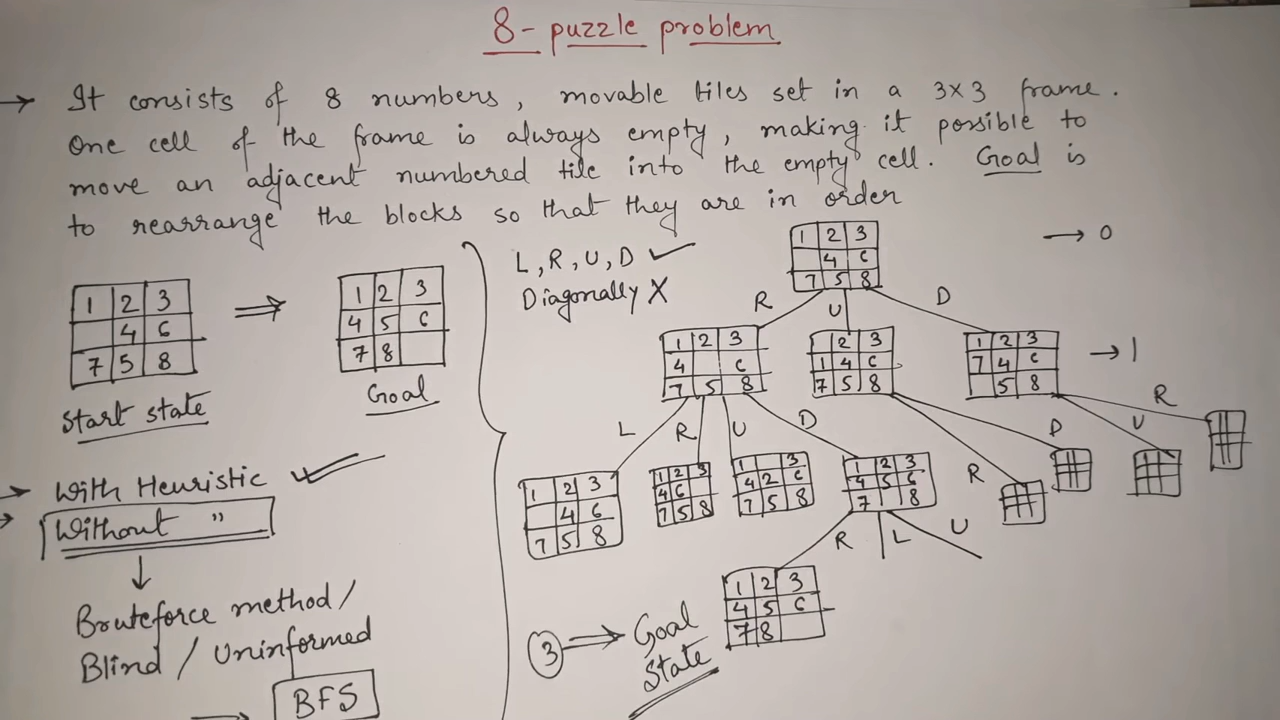 8- puzzle problem
→ It consists of 8 numbers, movable tiles set in a 3×3 frame.
One cell of the frame is always empty, making it possible to
move an adjacent numbered tile into the empty cell. Goal is
to rearrange the blocks so that they are in order
1 2 3
4 6
7 5 8
Start state
⇒
1 2 3
4 5 6
7 8
Goal
→ With Heuristic ✓
→ Without "
↓
Bruteforce method/
Blind / Uninformed
→ BFS
L, R, U, D ✓
Diagonally X
1 2 3
4 6
7 5 8
→ 0
R U D
1 2 3
4 6
7 5 8
2 3
1 4 6
7 5 8
1 2 3
7 4 6
5 8
→ 1
L R U D
R D
U R
1 2 3
4 6
7 5 8
1 2 3
4 6
7 5 8
1 3
4 2 6
7 5 8
1 2 3
4 5 6
7 8
R L U
1 2 3
4 5 6
7 8
3 ⇒ Goal
State